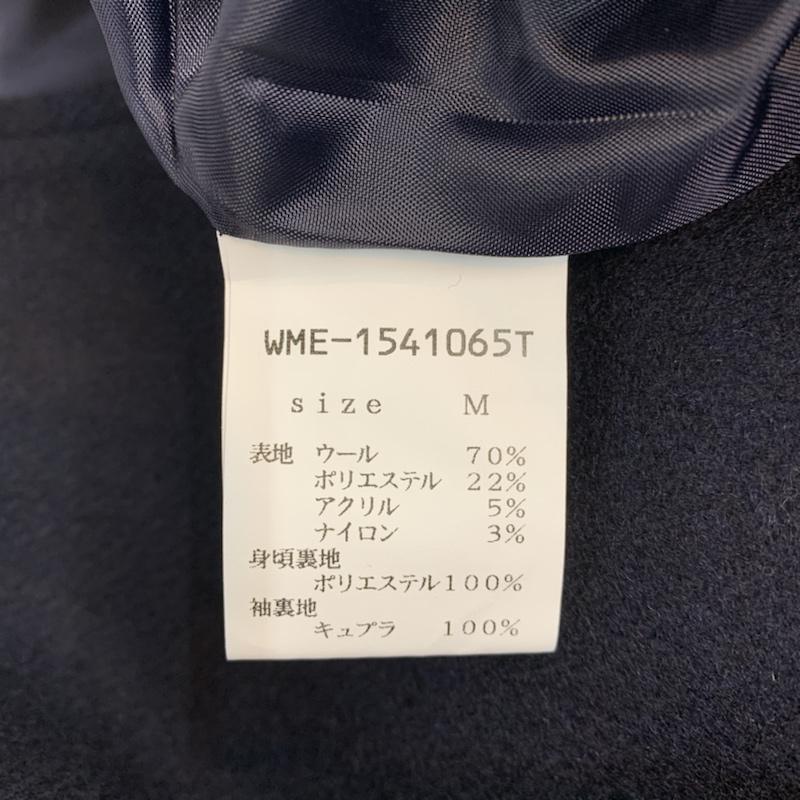 WME-1541065T
size M
表地 ウール 70%
ポリエステル 22%
アクリル 5%
ナイロン 3%
身頃裏地
ポリエステル100%
袖裏地
キュプラ 100%